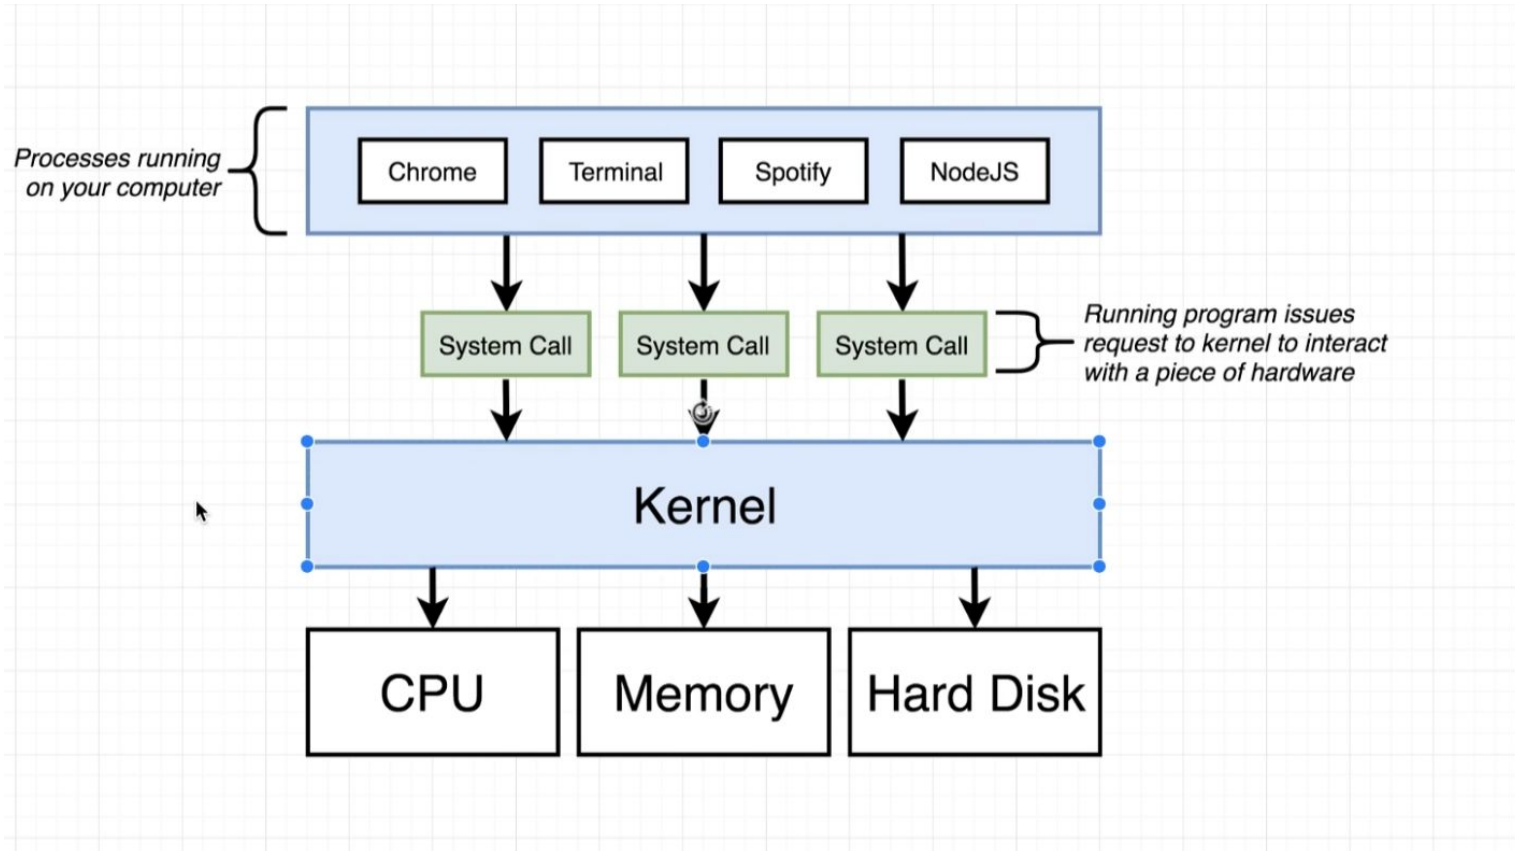 Processes running
on your computer
Chrome
Terminal
Spotify
NodeJS
System Call
System Call
System Call
Running program issues
request to kernel to interact
with a piece of hardware
Kernel
CPU
Memory
Hard Disk